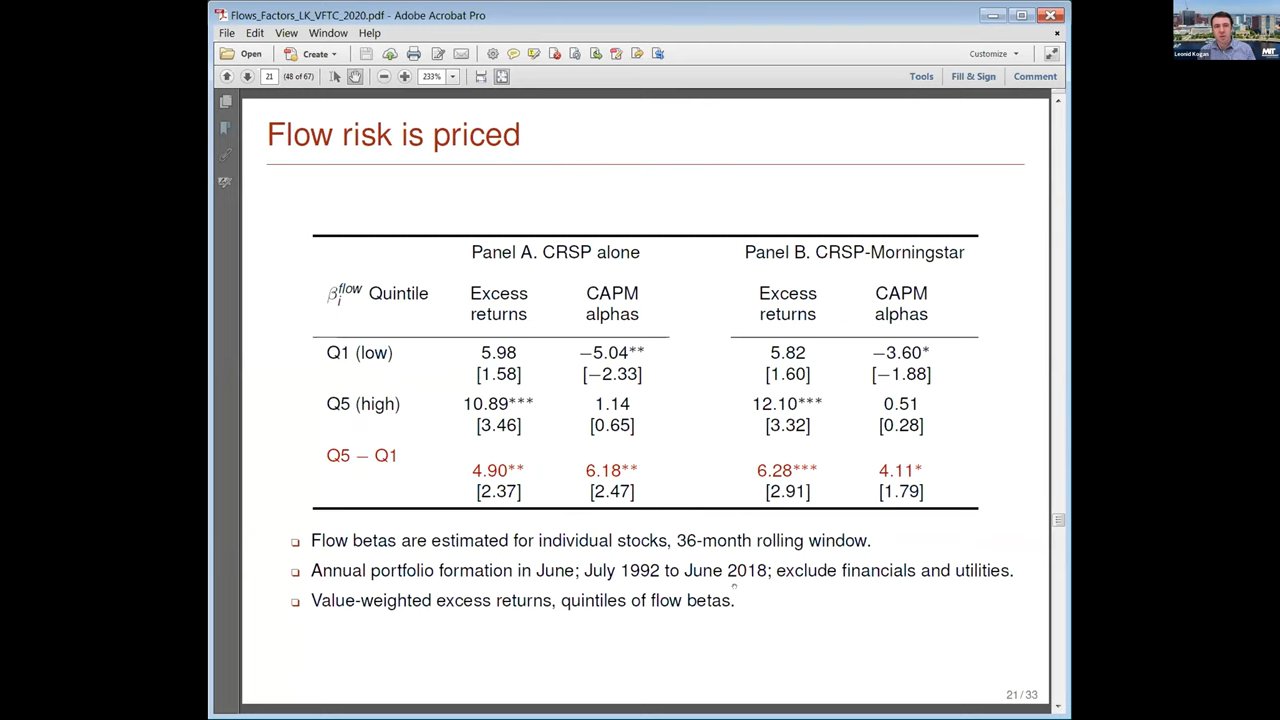 Flows_Factors_LK_VFTC_2020.pdf - Adobe Acrobat Pro
File Edit View Window Help
Open Create Customize
21 (48 of 67) 233% Tools Fill & Sign Comment
Flow risk is priced
Panel A. CRSP alone Panel B. CRSP-Morningstar
β_i^flow Quintile Excess returns CAPM alphas Excess returns CAPM alphas
Q1 (low) 5.98 −5.04** 5.82 −3.60*
[1.58] [−2.33] [1.60] [−1.88]
Q5 (high) 10.89*** 1.14 12.10*** 0.51
[3.46] [0.65] [3.32] [0.28]
Q5 − Q1
4.90** 6.18** 6.28*** 4.11*
[2.37] [2.47] [2.91] [1.79]
Flow betas are estimated for individual stocks, 36-month rolling window.
Annual portfolio formation in June; July 1992 to June 2018; exclude financials and utilities.
Value-weighted excess returns, quintiles of flow betas.
21 / 33
Leonid Kogan
MIT